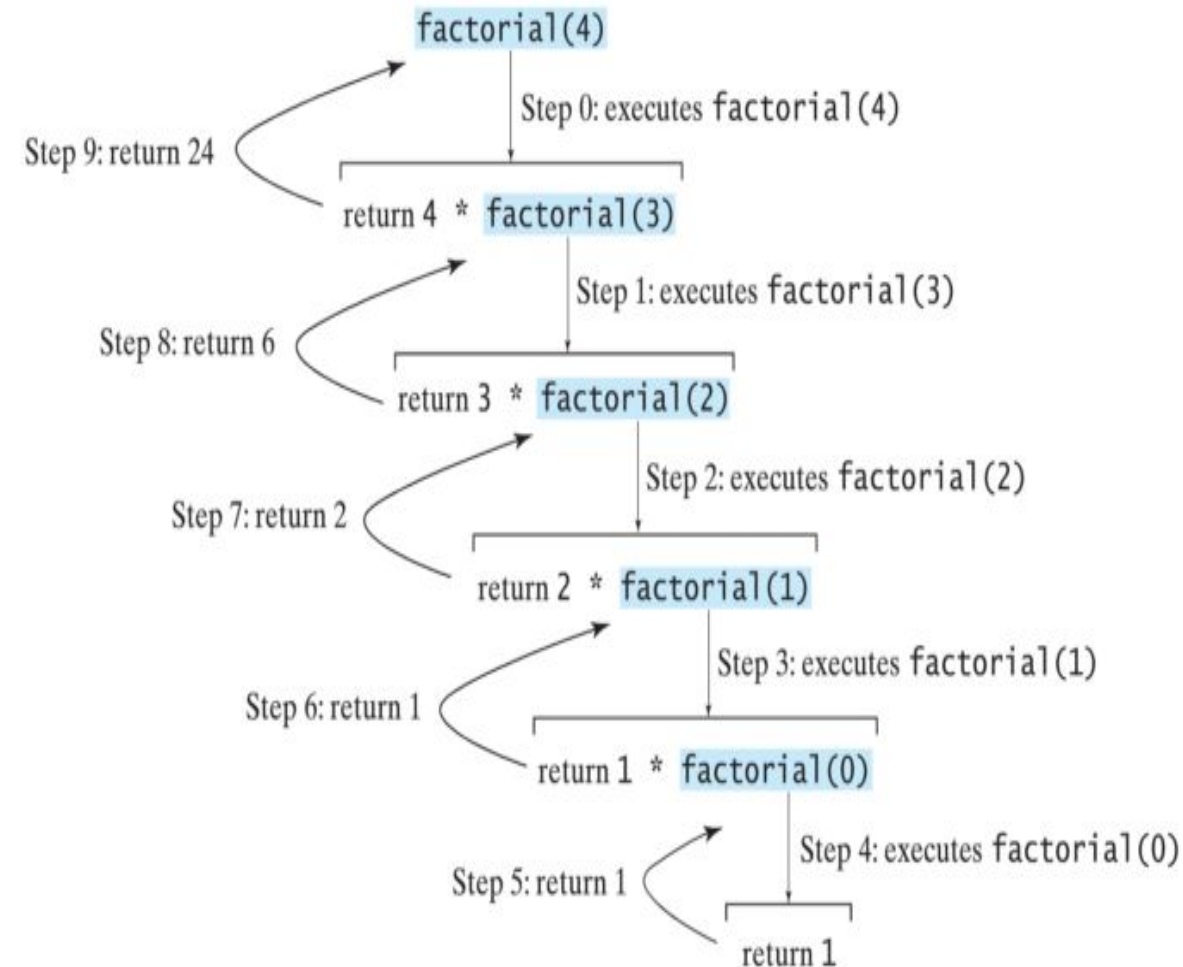 factorial(4)
Step 0: executes factorial(4)
Step 9: return 24
return 4 * factorial(3)
Step 1: executes factorial(3)
Step 8: return 6
return 3 * factorial(2)
Step 2: executes factorial(2)
Step 7: return 2
return 2 * factorial(1)
Step 3: executes factorial(1)
Step 6: return 1
return 1 * factorial(0)
Step 4: executes factorial(0)
Step 5: return 1
return 1